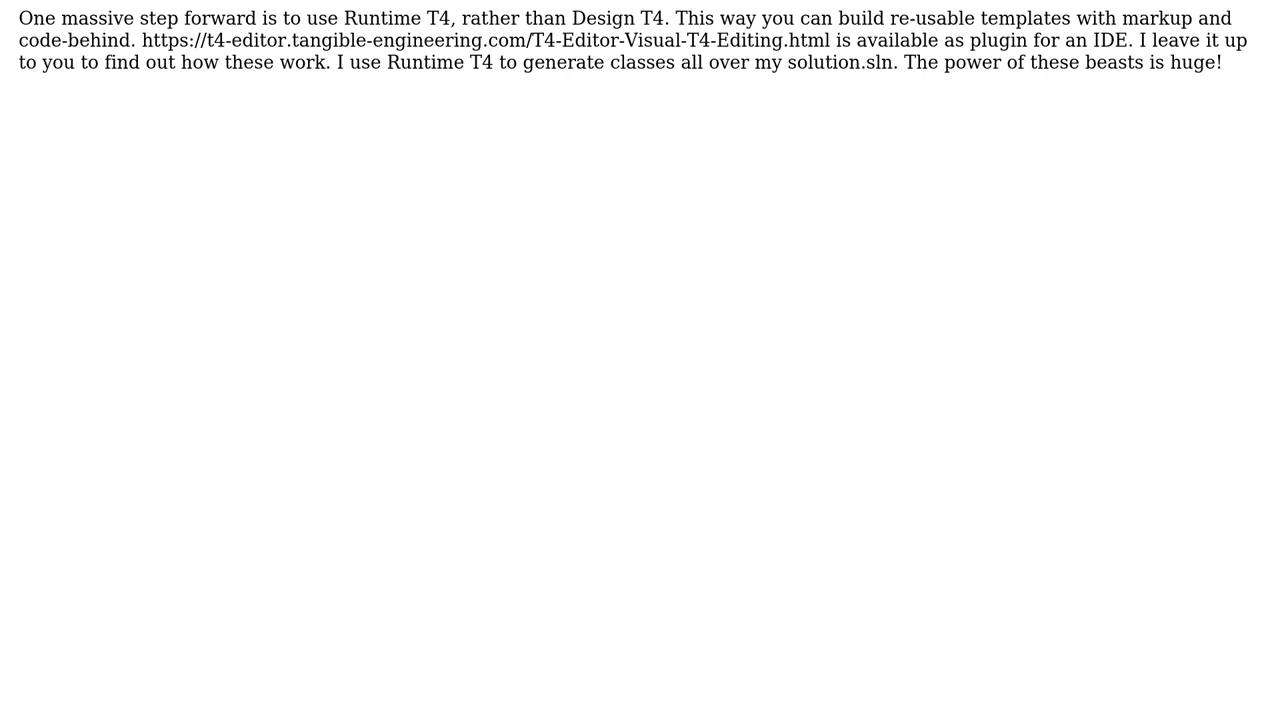 One massive step forward is to use Runtime T4, rather than Design T4. This way you can build re-usable templates with markup and
code-behind. https://t4-editor.tangible-engineering.com/T4-Editor-Visual-T4-Editing.html is available as plugin for an IDE. I leave it up
to you to find out how these work. I use Runtime T4 to generate classes all over my solution.sln. The power of these beasts is huge!